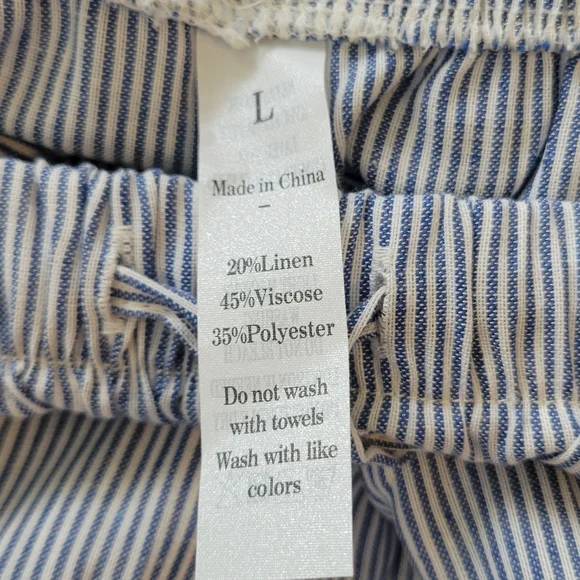 L
Made in China
–
20%Linen
45%Viscose
35%Polyester
Do not wash
with towels
Wash with like
colors